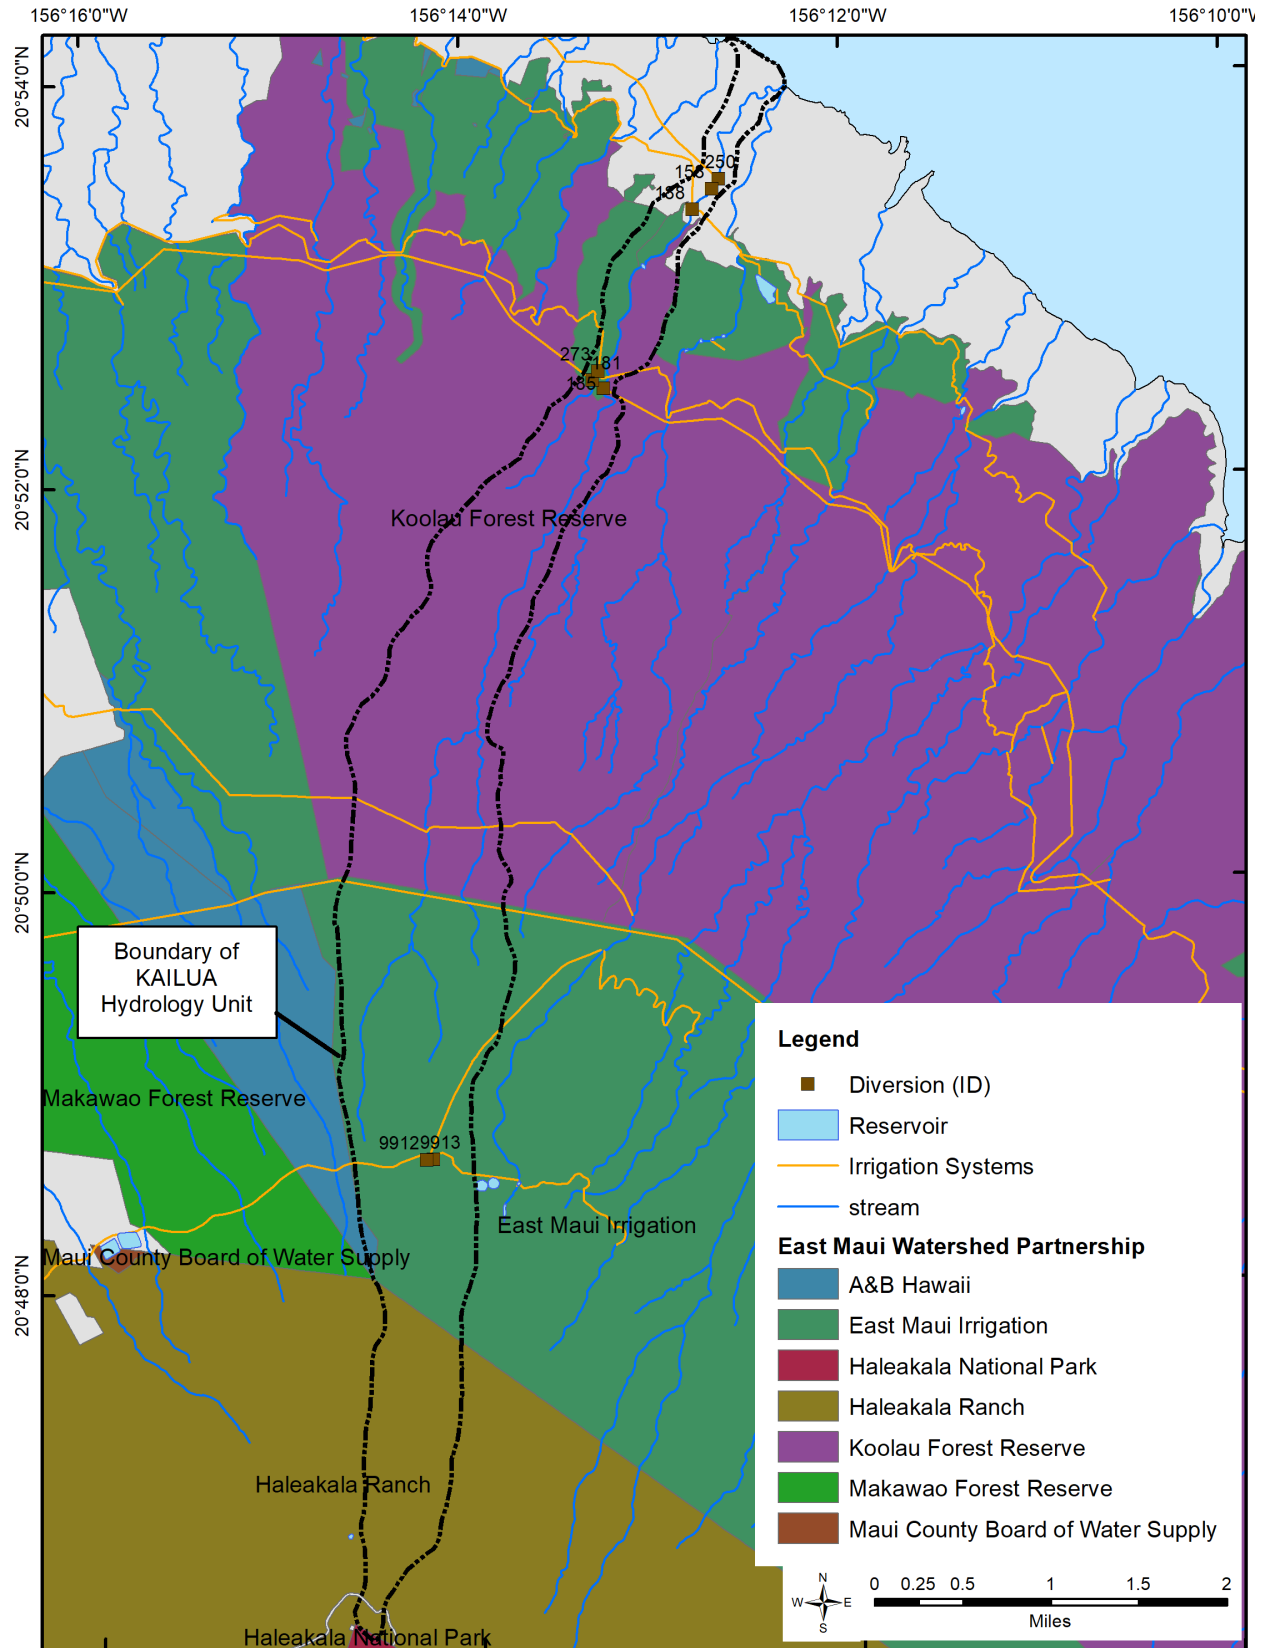 156°16'0"W
156°14'0"W
156°12'0"W
156°10'0"W
20°54'0"N
20°52'0"N
20°50'0"N
20°48'0"N
250
188
273
181
185
Koolau Forest Reserve
Boundary of
KAILUA
Hydrology Unit
Makawao Forest Reserve
99129913
East Maui Irrigation
Maui County Board of Water Supply
Haleakala Ranch
Haleakala National Park
Legend
Diversion (ID)
Reservoir
Irrigation Systems
stream
East Maui Watershed Partnership
A&B Hawaii
East Maui Irrigation
Haleakala National Park
Haleakala Ranch
Koolau Forest Reserve
Makawao Forest Reserve
Maui County Board of Water Supply
N
W E
S
0 0.25 0.5 1 1.5 2
Miles